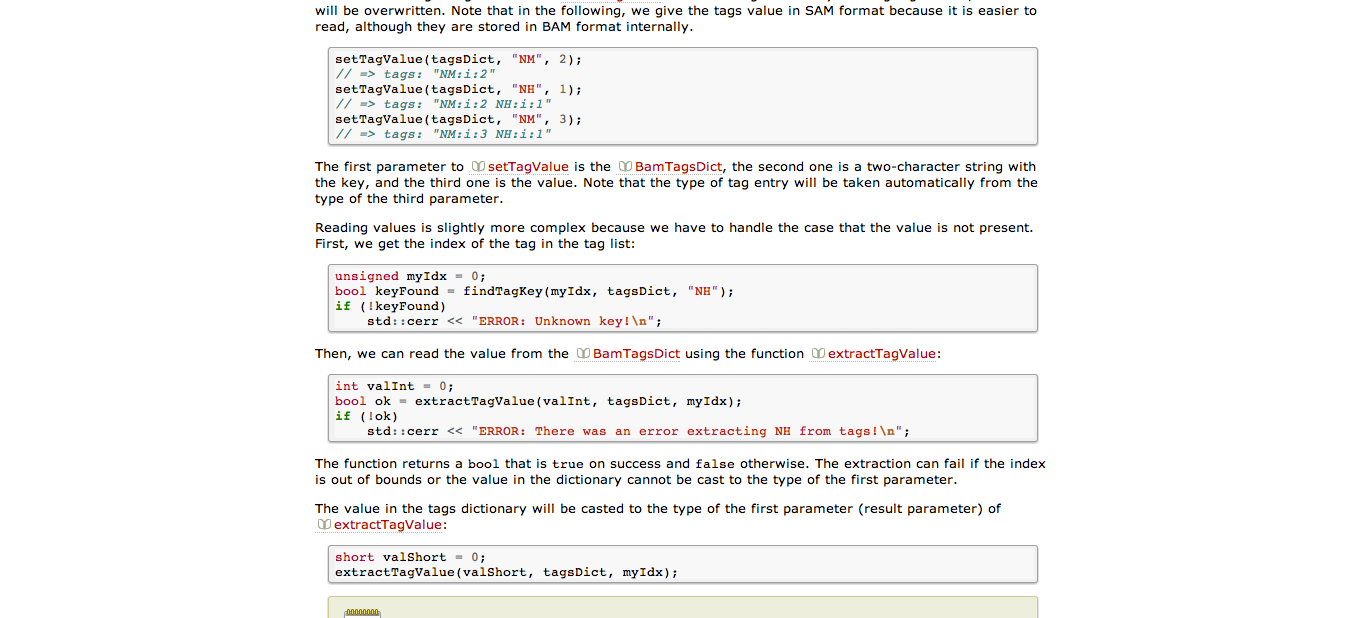 will be overwritten. Note that in the following, we give the tags value in SAM format because it is easier to
read, although they are stored in BAM format internally.
setTagValue(tagsDict, "NM", 2);
// => tags: "NM:i:2"
setTagValue(tagsDict, "NH", 1);
// => tags: "NM:i:2 NH:i:1"
setTagValue(tagsDict, "NM", 3);
// => tags: "NM:i:3 NH:i:1"
The first parameter to setTagValue is the BamTagsDict, the second one is a two-character string with
the key, and the third one is the value. Note that the type of tag entry will be taken automatically from the
type of the third parameter.
Reading values is slightly more complex because we have to handle the case that the value is not present.
First, we get the index of the tag in the tag list:
unsigned myIdx = 0;
bool keyFound = findTagKey(myIdx, tagsDict, "NH");
if (!keyFound)
    std::cerr << "ERROR: Unknown key!\n";
Then, we can read the value from the BamTagsDict using the function extractTagValue:
int valInt = 0;
bool ok = extractTagValue(valInt, tagsDict, myIdx);
if (!ok)
    std::cerr << "ERROR: There was an error extracting NH from tags!\n";
The function returns a bool that is true on success and false otherwise. The extraction can fail if the index
is out of bounds or the value in the dictionary cannot be cast to the type of the first parameter.
The value in the tags dictionary will be casted to the type of the first parameter (result parameter) of
extractTagValue:
short valShort = 0;
extractTagValue(valShort, tagsDict, myIdx);